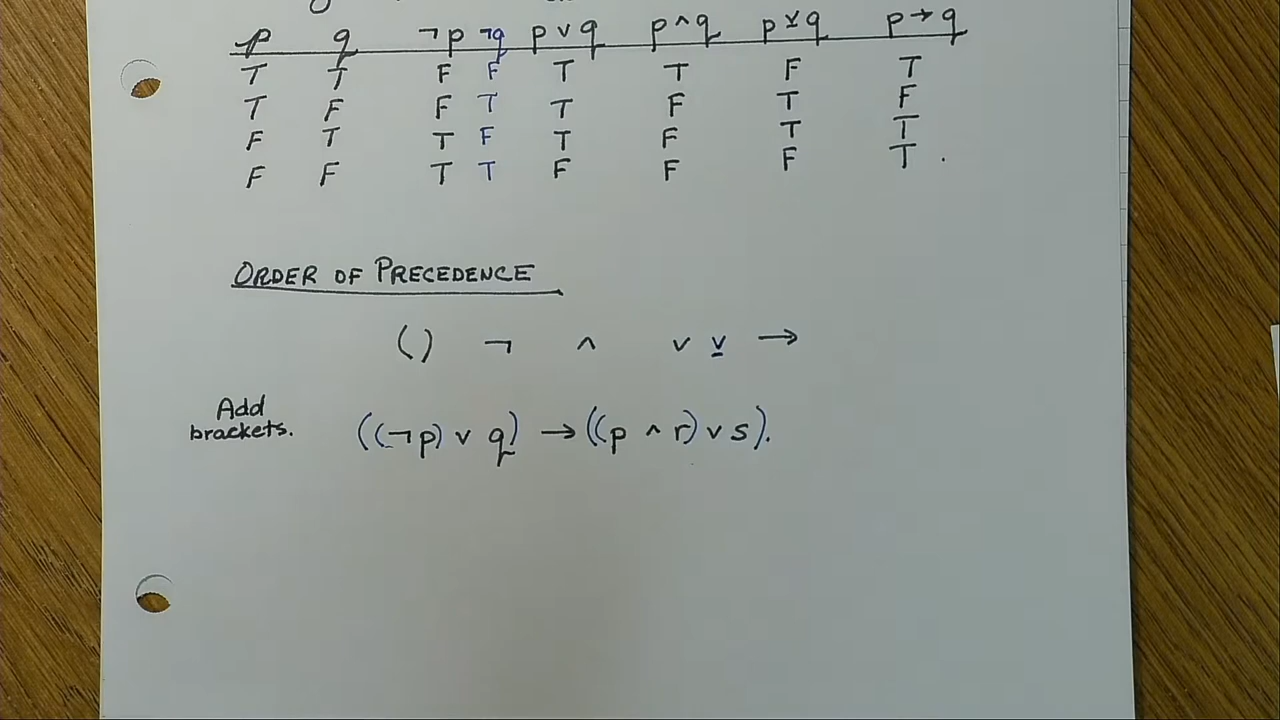 p q ¬p ¬q p ∨ q p ∧ q p ⊻ q p → q
T T F F T T F T
T F F T T F T F
F T T F T F T T
F F T T F F F T .
ORDER OF PRECEDENCE
() ¬ ∧ ∨ ⊻ →
Add
brackets.
((¬p) ∨ q) → ((p ∧ r) ∨ s).